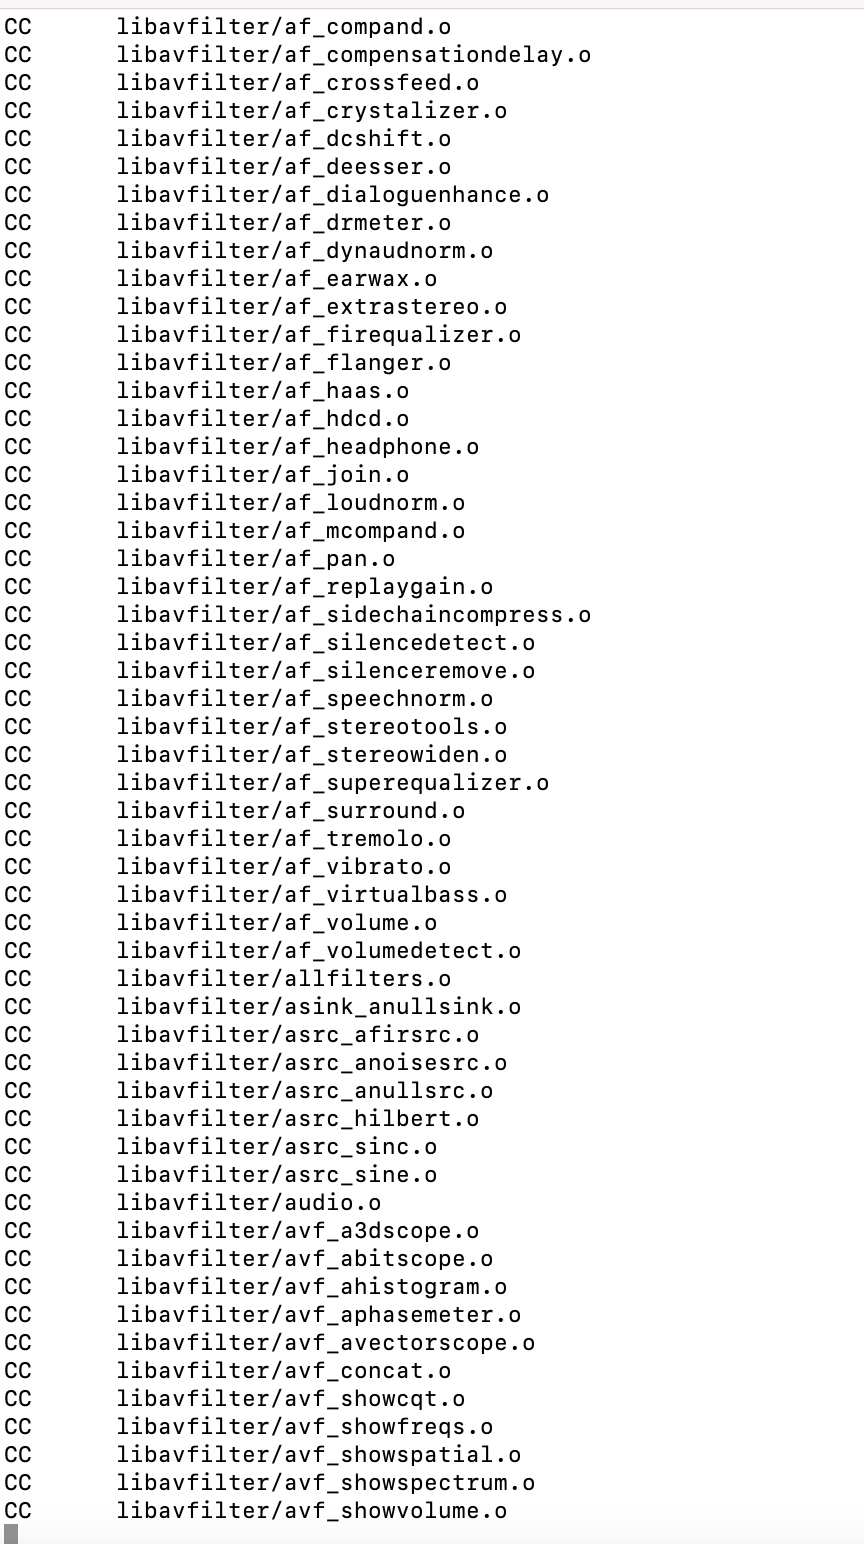 CC libavfilter/af_compand.o
CC libavfilter/af_compensationdelay.o
CC libavfilter/af_crossfeed.o
CC libavfilter/af_crystalizer.o
CC libavfilter/af_dcshift.o
CC libavfilter/af_deesser.o
CC libavfilter/af_dialoguenhance.o
CC libavfilter/af_drmeter.o
CC libavfilter/af_dynaudnorm.o
CC libavfilter/af_earwax.o
CC libavfilter/af_extrastereo.o
CC libavfilter/af_firequalizer.o
CC libavfilter/af_flanger.o
CC libavfilter/af_haas.o
CC libavfilter/af_hdcd.o
CC libavfilter/af_headphone.o
CC libavfilter/af_join.o
CC libavfilter/af_loudnorm.o
CC libavfilter/af_mcompand.o
CC libavfilter/af_pan.o
CC libavfilter/af_replaygain.o
CC libavfilter/af_sidechaincompress.o
CC libavfilter/af_silencedetect.o
CC libavfilter/af_silenceremove.o
CC libavfilter/af_speechnorm.o
CC libavfilter/af_stereotools.o
CC libavfilter/af_stereowiden.o
CC libavfilter/af_superequalizer.o
CC libavfilter/af_surround.o
CC libavfilter/af_tremolo.o
CC libavfilter/af_vibrato.o
CC libavfilter/af_virtualbass.o
CC libavfilter/af_volume.o
CC libavfilter/af_volumedetect.o
CC libavfilter/allfilters.o
CC libavfilter/asink_anullsink.o
CC libavfilter/asrc_afirsrc.o
CC libavfilter/asrc_anoisesrc.o
CC libavfilter/asrc_anullsrc.o
CC libavfilter/asrc_hilbert.o
CC libavfilter/asrc_sinc.o
CC libavfilter/asrc_sine.o
CC libavfilter/audio.o
CC libavfilter/avf_a3dscope.o
CC libavfilter/avf_abitscope.o
CC libavfilter/avf_ahistogram.o
CC libavfilter/avf_aphasemeter.o
CC libavfilter/avf_avectorscope.o
CC libavfilter/avf_concat.o
CC libavfilter/avf_showcqt.o
CC libavfilter/avf_showfreqs.o
CC libavfilter/avf_showspatial.o
CC libavfilter/avf_showspectrum.o
CC libavfilter/avf_showvolume.o